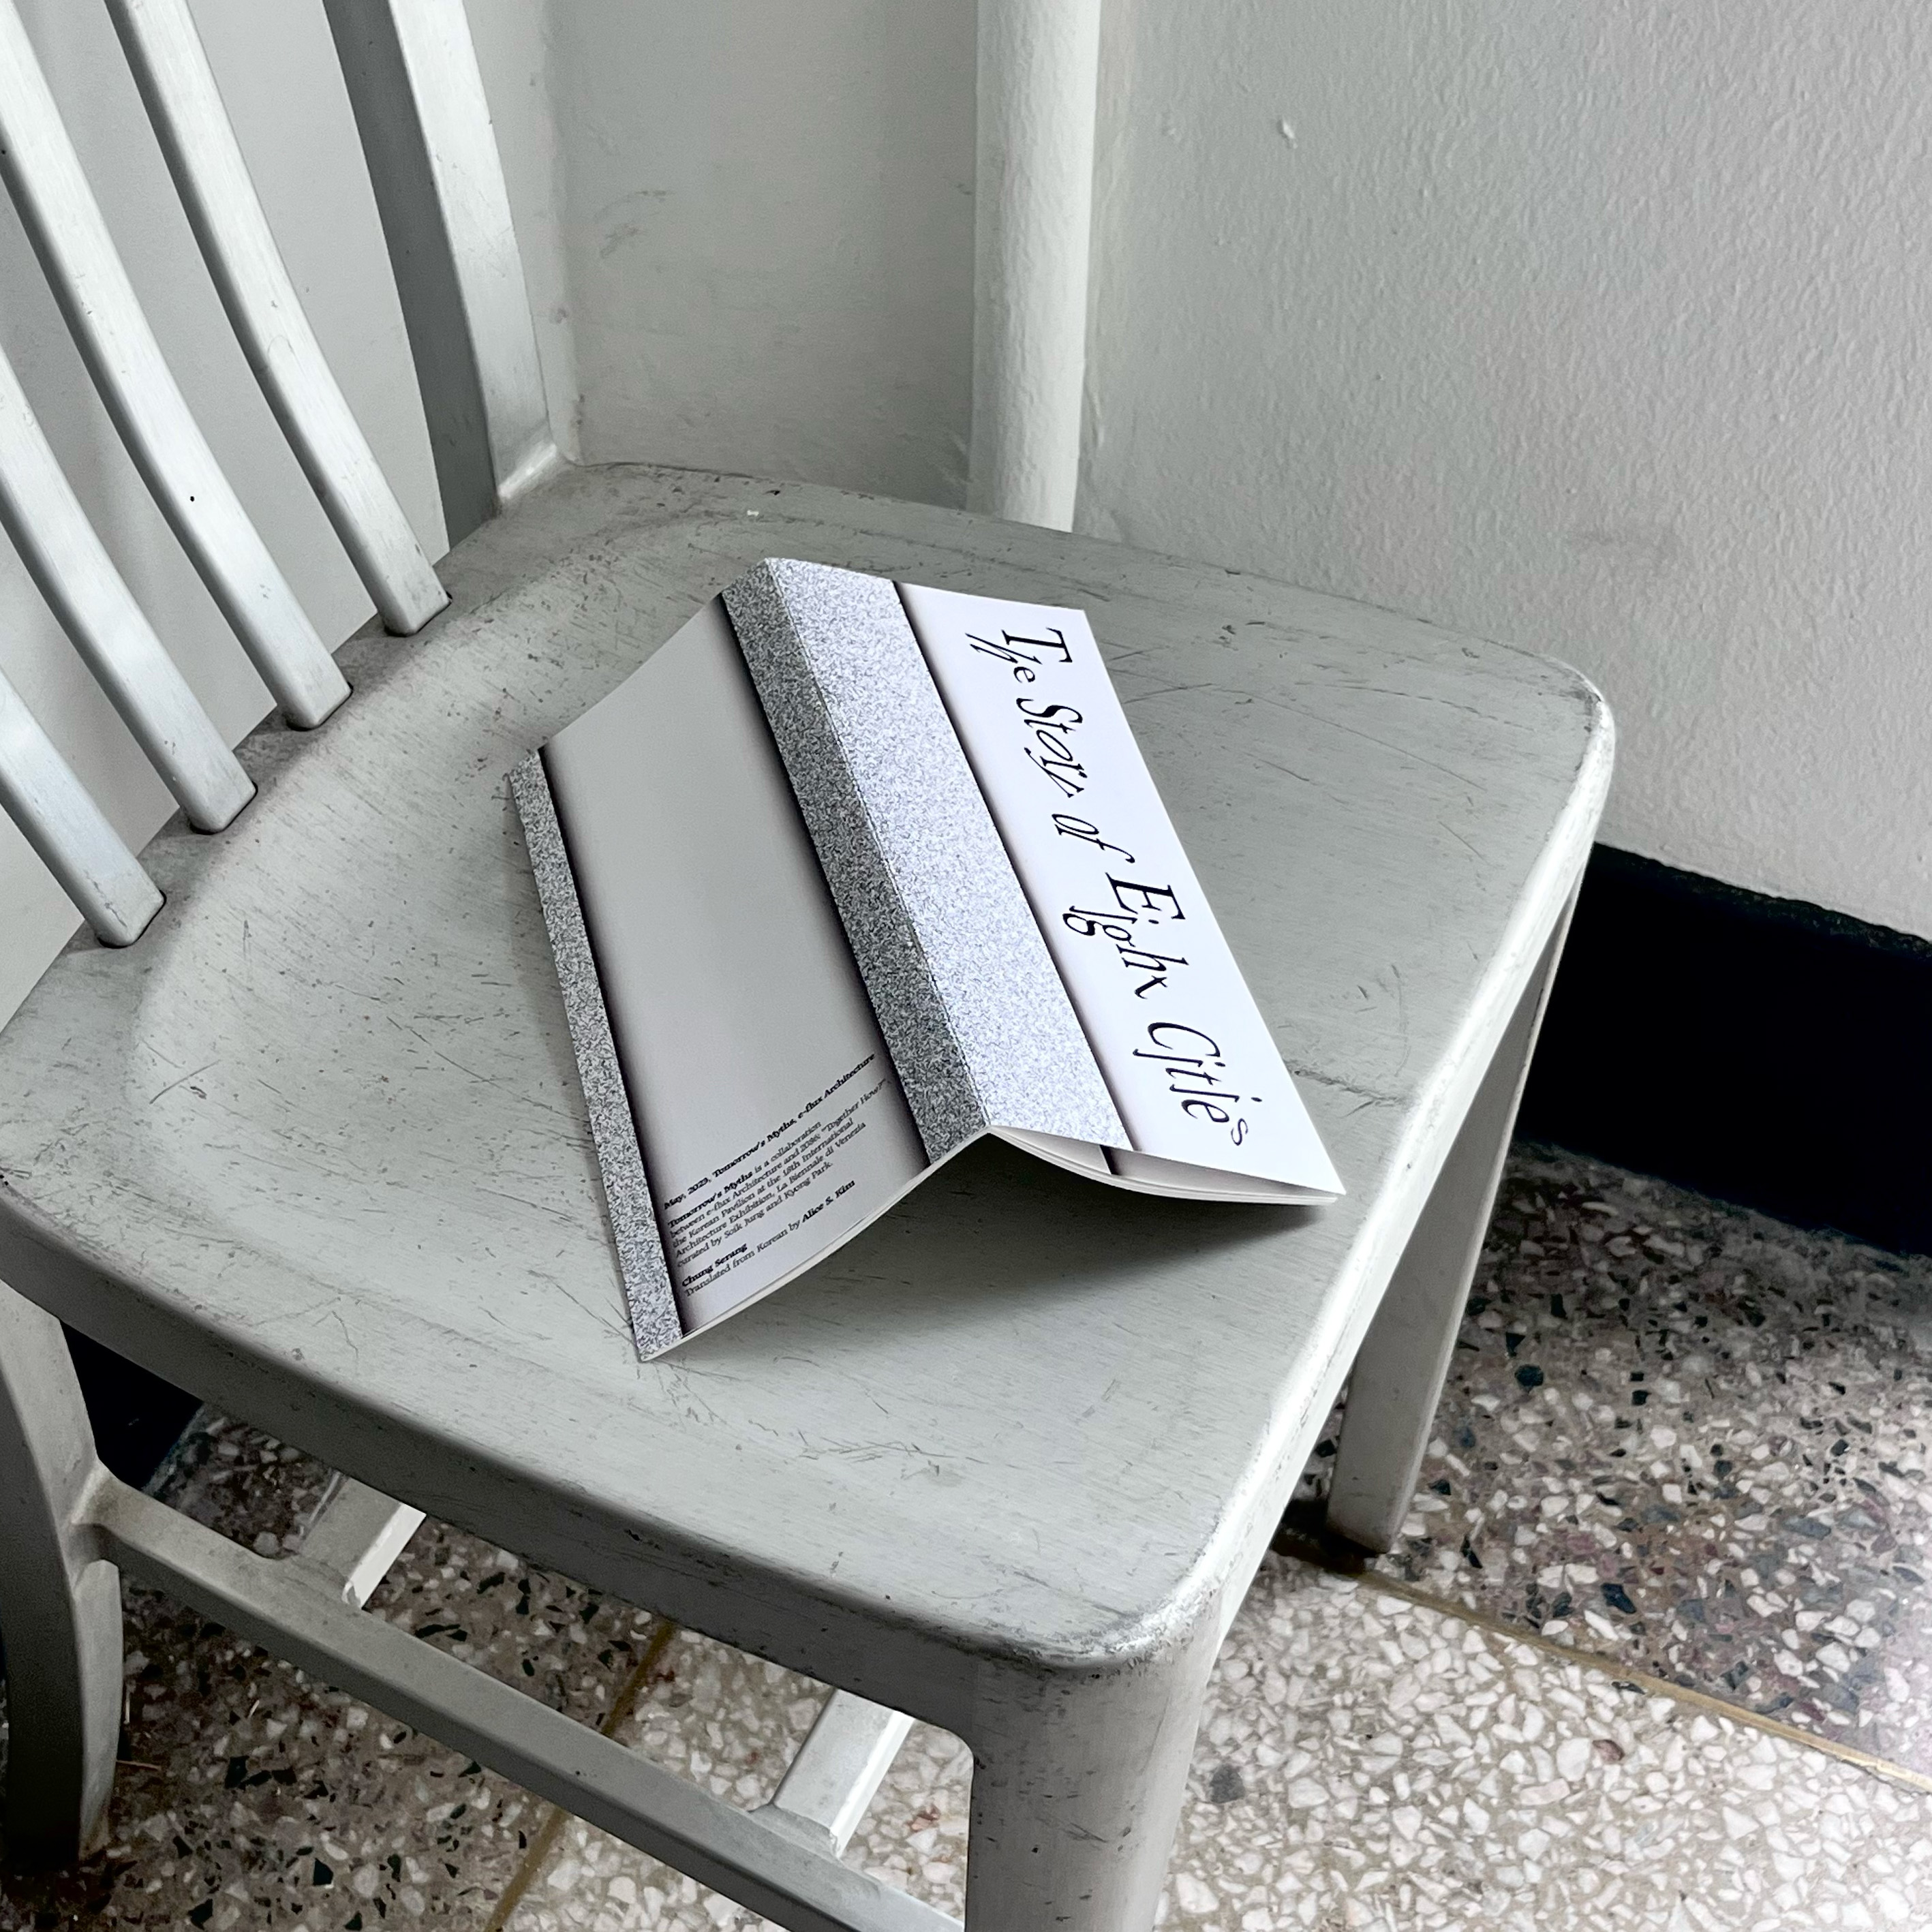 The Story of Eight Cities
May, 2023, Tomorrow's Myths, e-flux Architecture
Tomorrow's Myths is a collaboration
between e-flux Architecture and 2086: Together How?",
the Korean Pavilion at the 18th International
Architecture Exhibition, La Biennale di Venezia
curated by Soik Jung and Kyong Park.
Chung Serang
Translated from Korean by Alice S. Kim